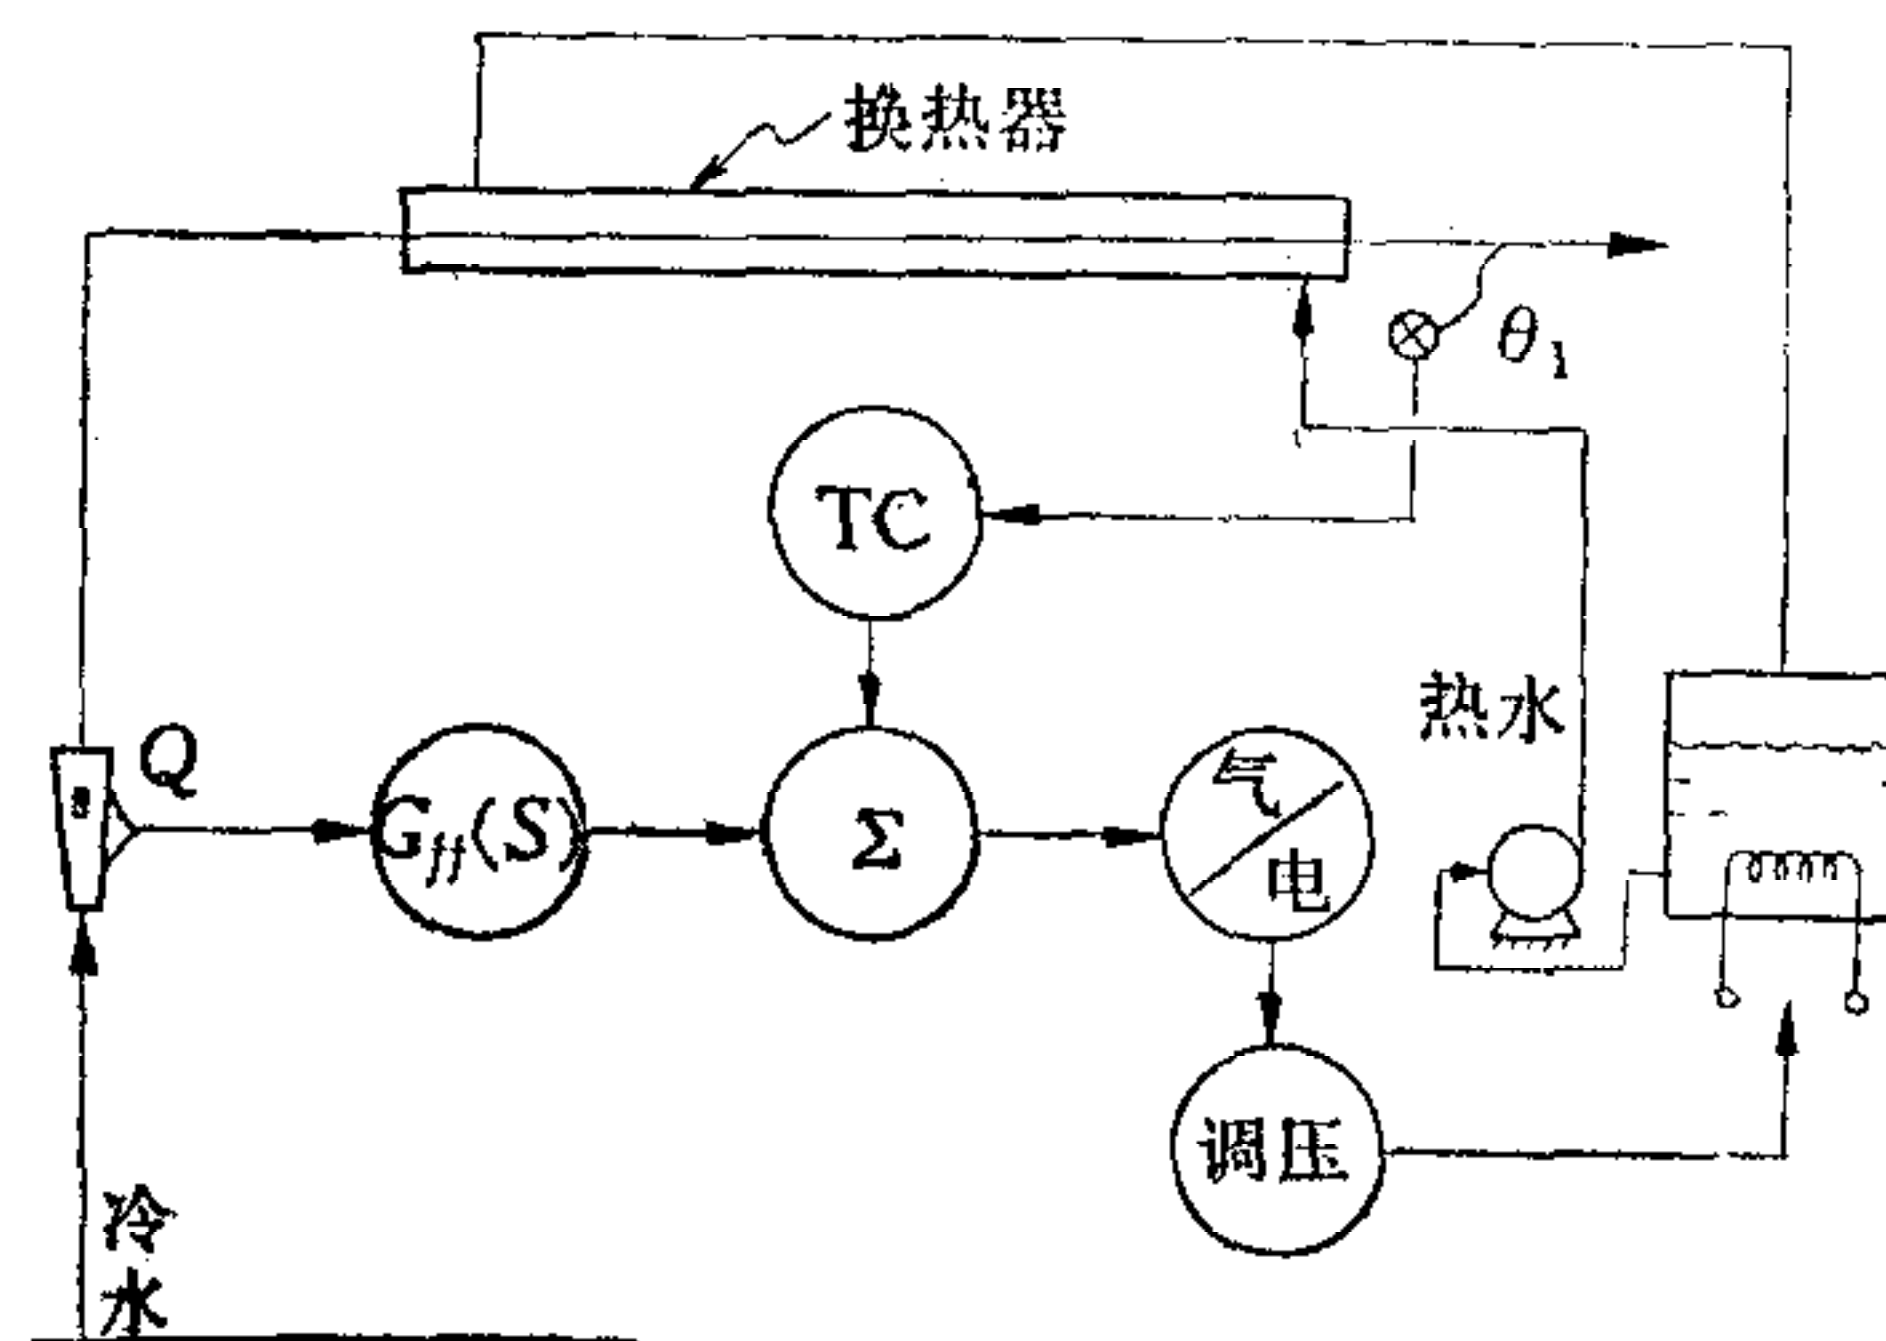 换热器
θ1
TC
热水
Q
Gff(S)
Σ
气
电
调压
冷
水